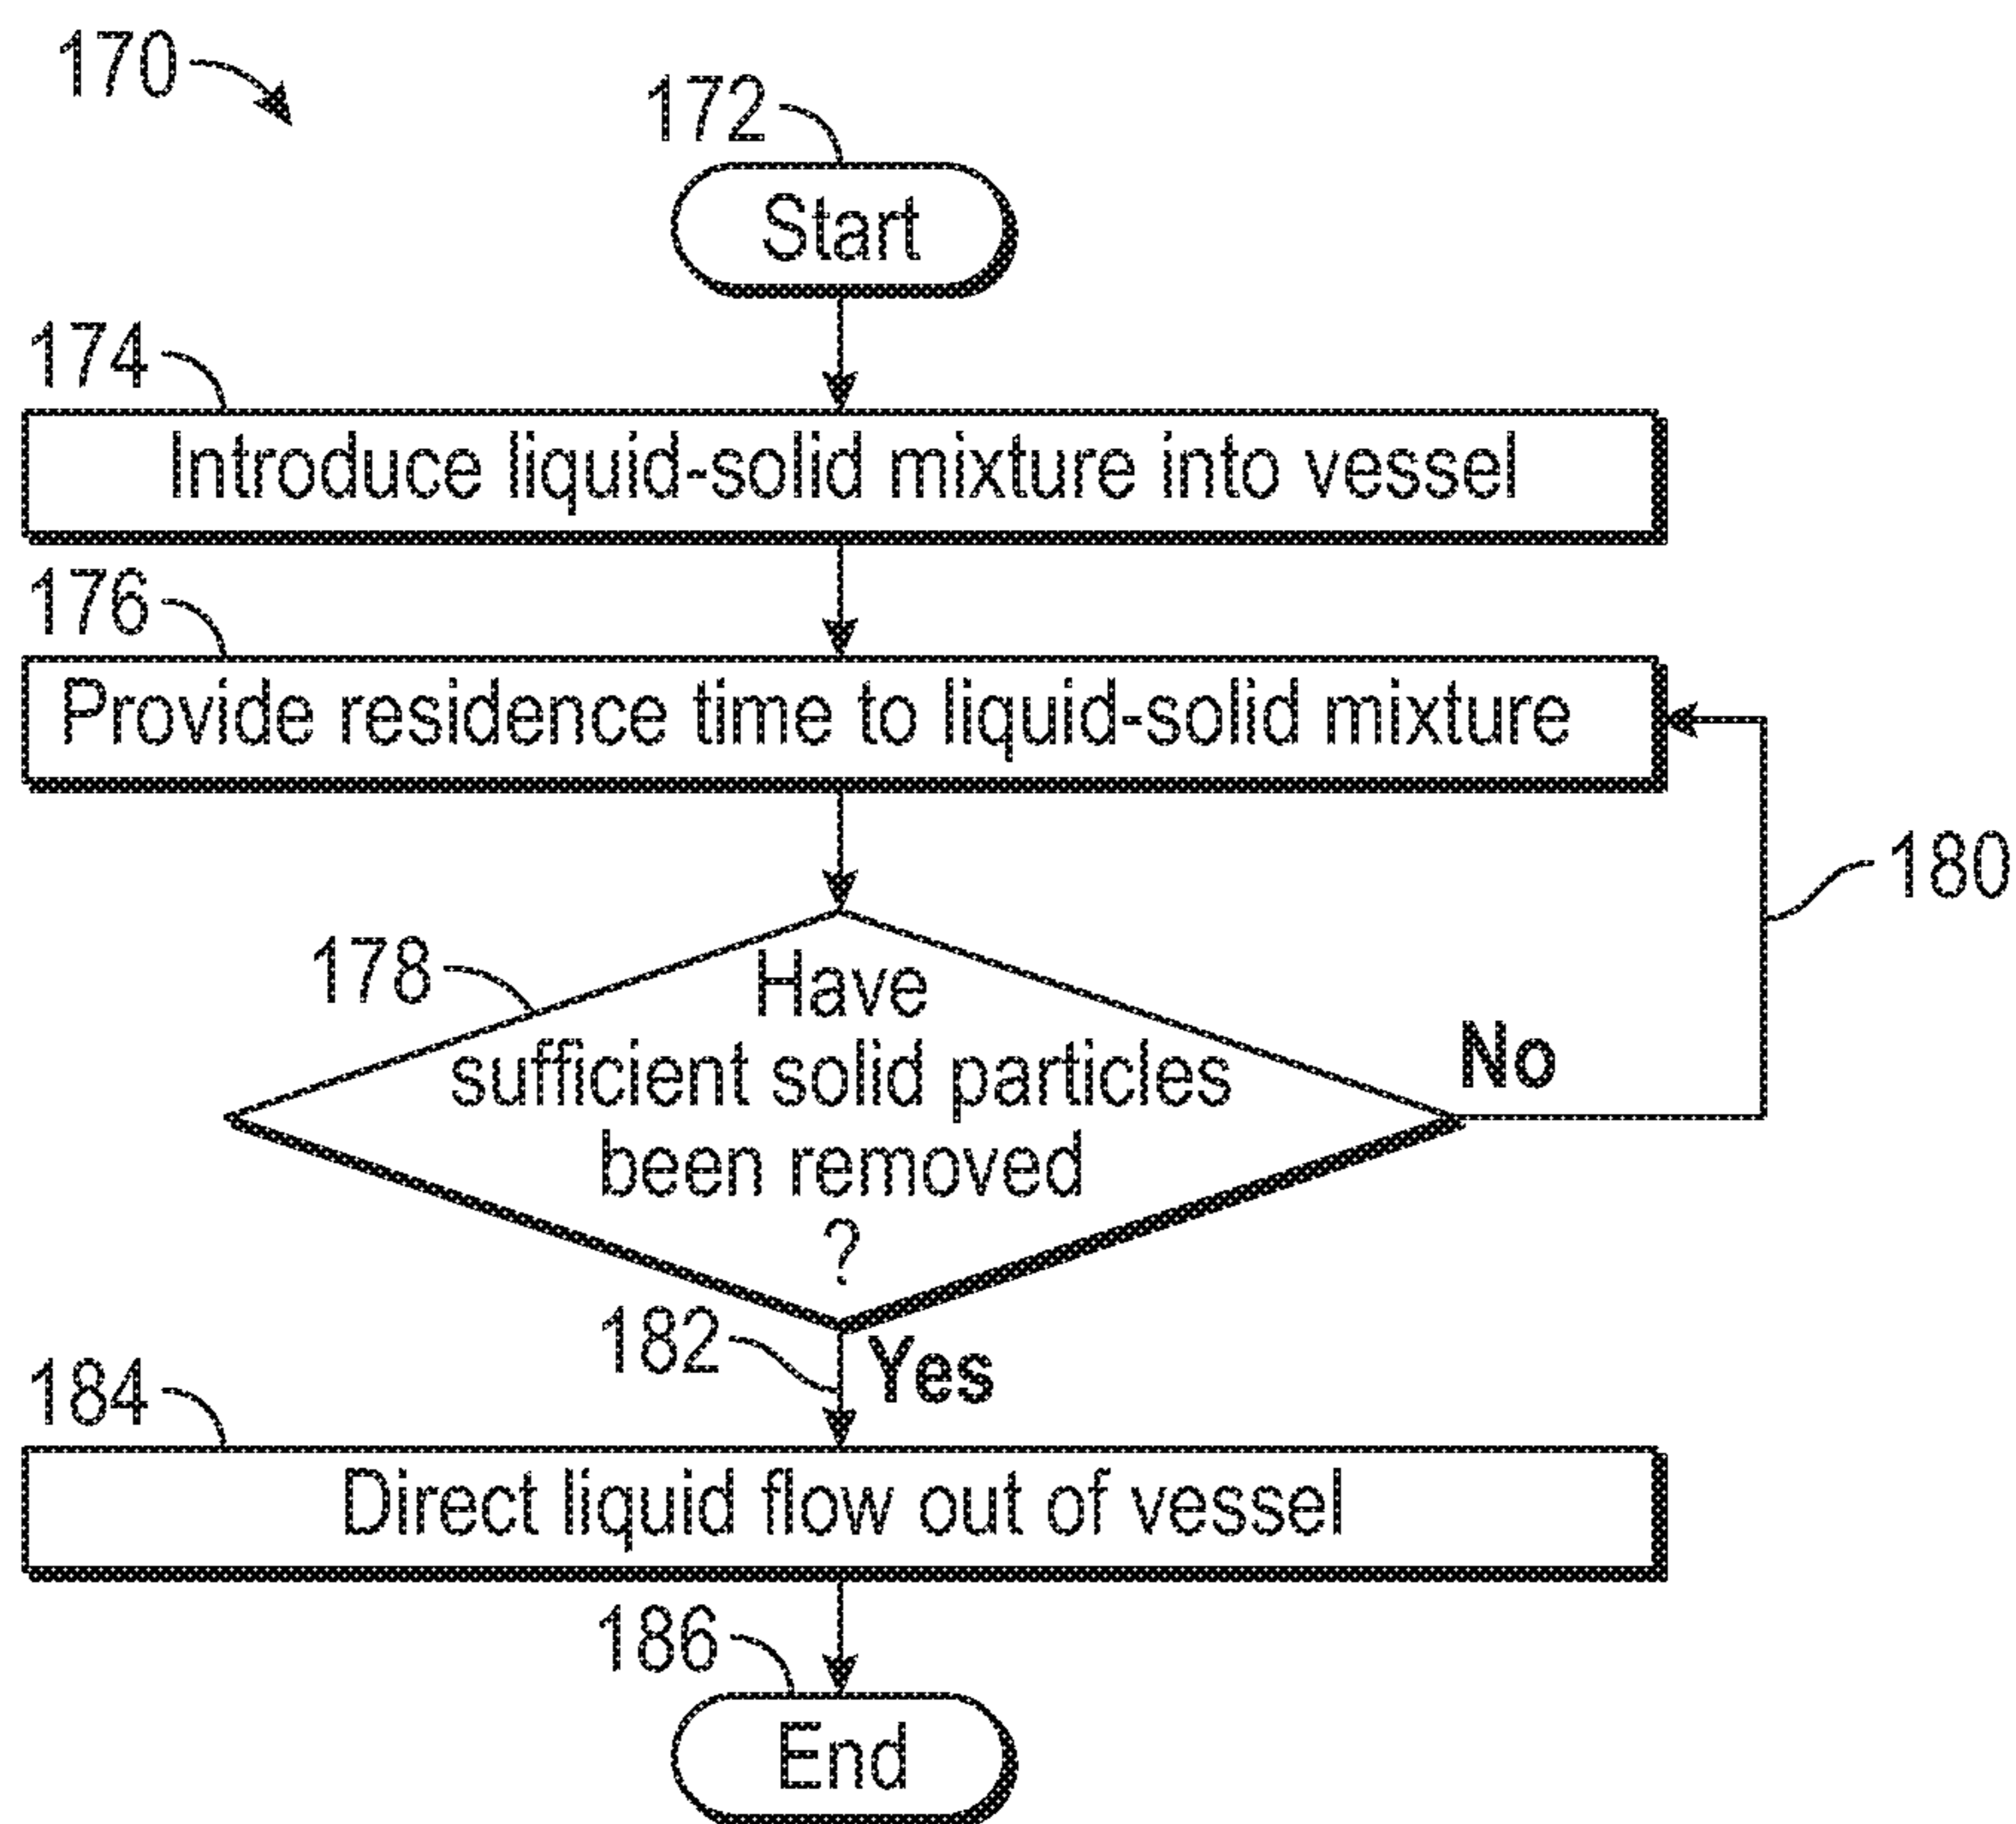 170
172
Start
174
Introduce liquid-solid mixture into vessel
176
Provide residence time to liquid-solid mixture
180
178
Have
sufficient solid particles
been removed
?
No
182
Yes
184
Direct liquid flow out of vessel
186
End